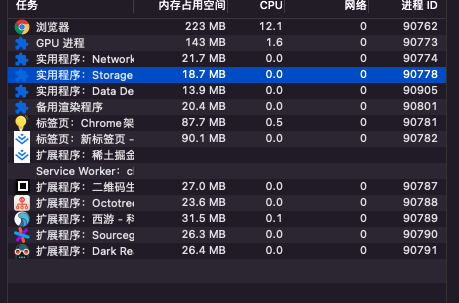 任务 内存占用空间 CPU 网络 进程 ID
浏览器 223 MB 12.1 0 90762
GPU 进程 143 MB 1.6 0 90773
实用程序：Network 21.7 MB 0.0 0 90774
实用程序：Storage 18.7 MB 0.0 0 90778
实用程序：Data De 13.9 MB 0.0 0 90905
备用渲染程序 20.4 MB 0.0 0 90801
标签页：Chrome架 87.7 MB 0.5 0 90781
标签页：新标签页 - 90.1 MB 0.0 0 90782
扩展程序：稀土掘金
Service Worker：cl
扩展程序：二维码生 27.0 MB 0.0 0 90787
扩展程序：Octotree 23.6 MB 0.0 0 90788
扩展程序：西游 - 科 31.5 MB 0.1 0 90789
扩展程序：Sourceg 26.3 MB 0.0 0 90790
扩展程序：Dark Re 26.4 MB 0.0 0 90791